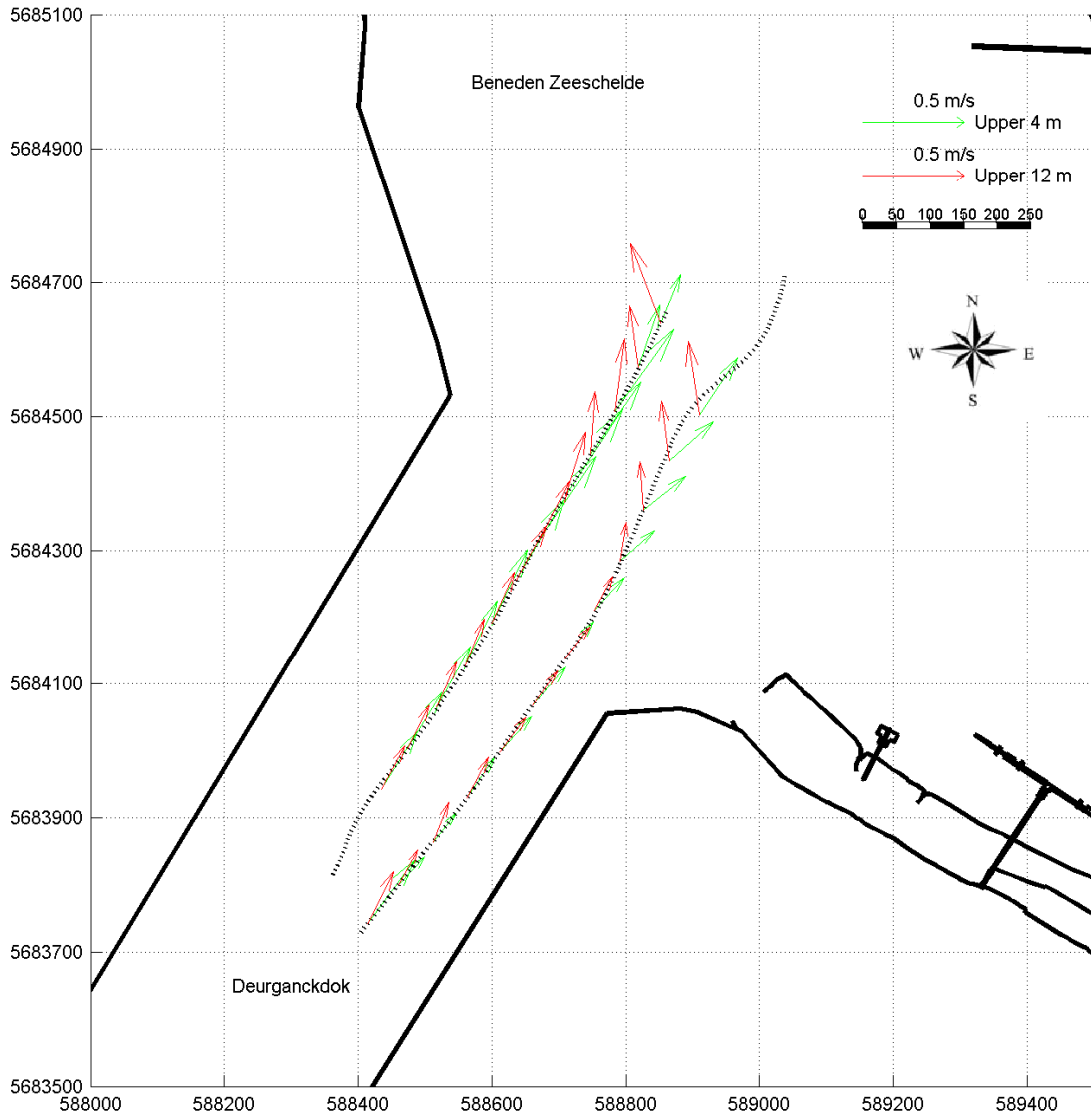 5685100
Beneden Zeeschelde
0.5 m/s
Upper 4 m
5684900
0.5 m/s
Upper 12 m
0 50 100 150 200 250
5684700
N
W E
S
5684500
5684300
5684100
5683900
5683700
Deurganckdok
5683500
588000 588200 588400 588600 588800 589000 589200 589400